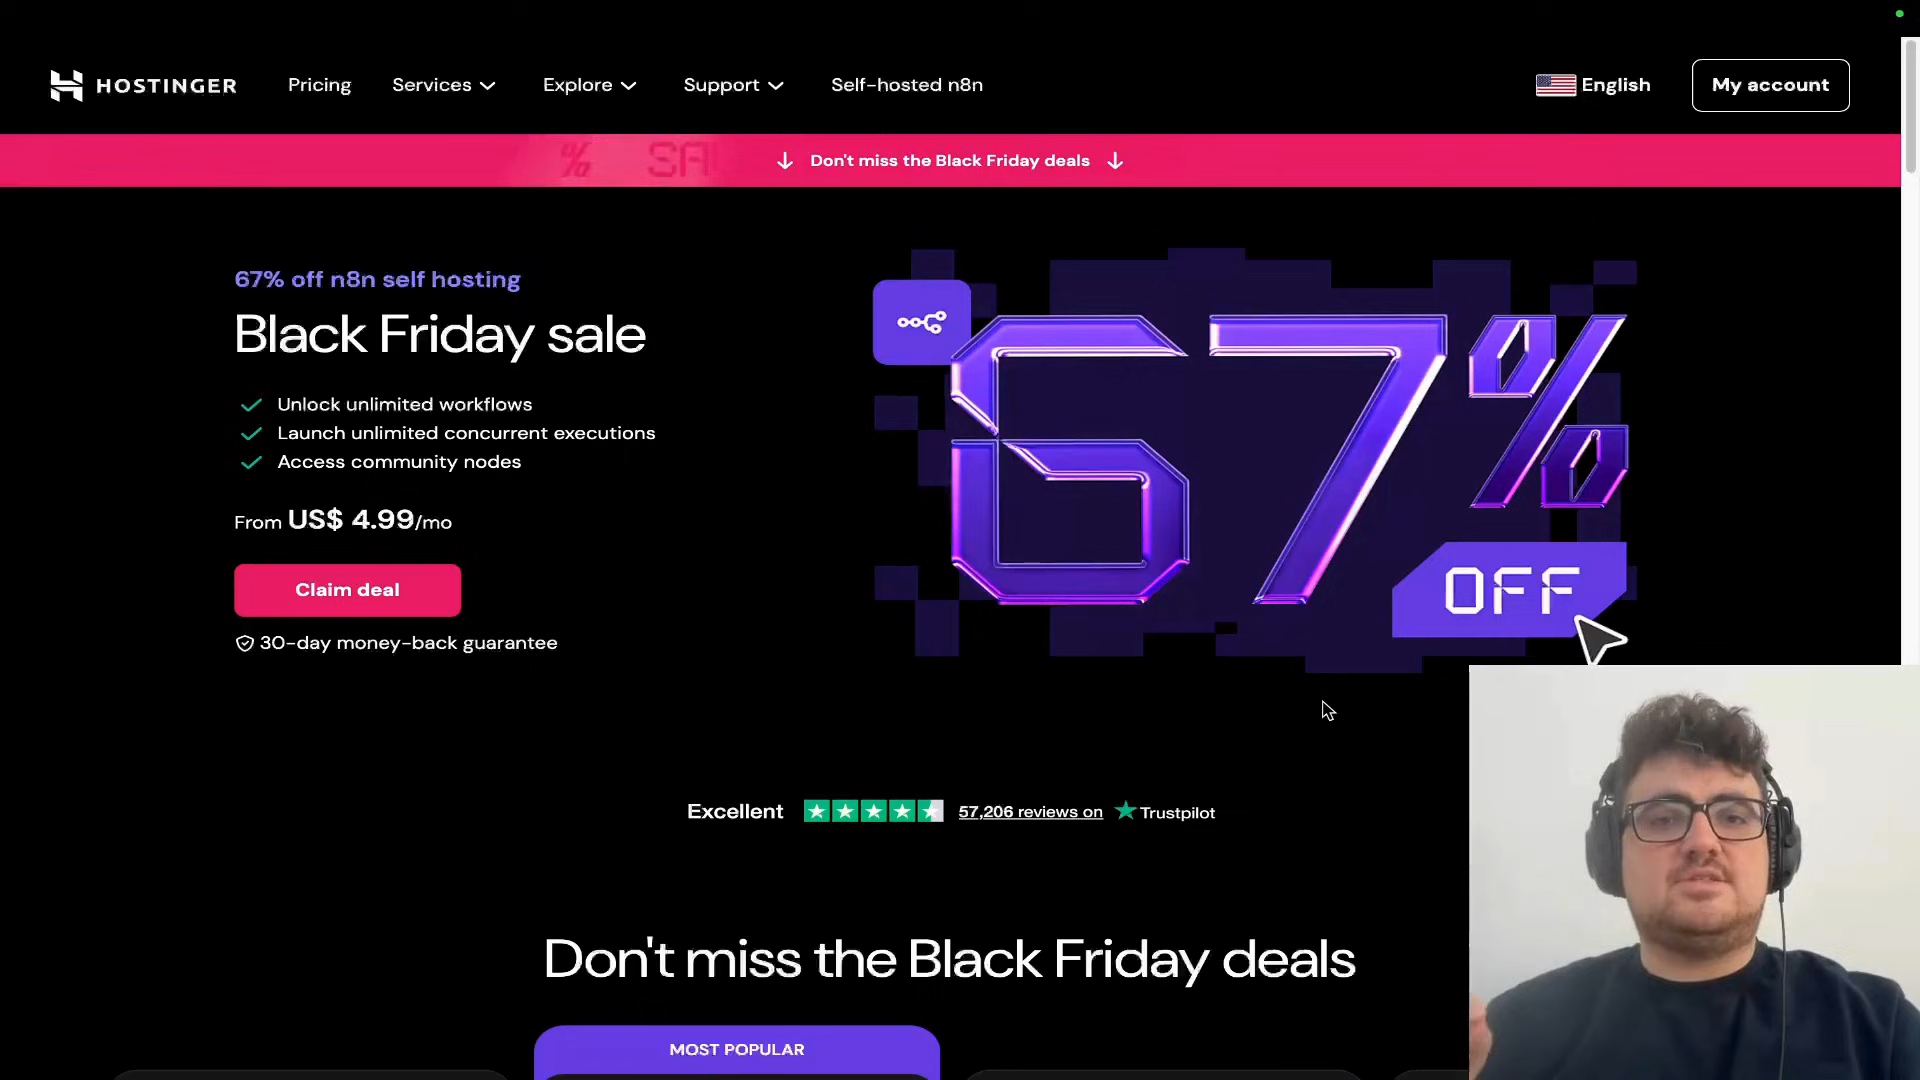 HOSTINGER
Pricing
Services
Explore
Support
Self-hosted n8n
English
My account
% SA
Don't miss the Black Friday deals
67% off n8n self hosting
Black Friday sale
Unlock unlimited workflows
Launch unlimited concurrent executions
Access community nodes
From US$ 4.99/mo
Claim deal
30-day money-back guarantee
67%
OFF
Excellent
57,206 reviews on
Trustpilot
Don't miss the Black Friday deals
MOST POPULAR